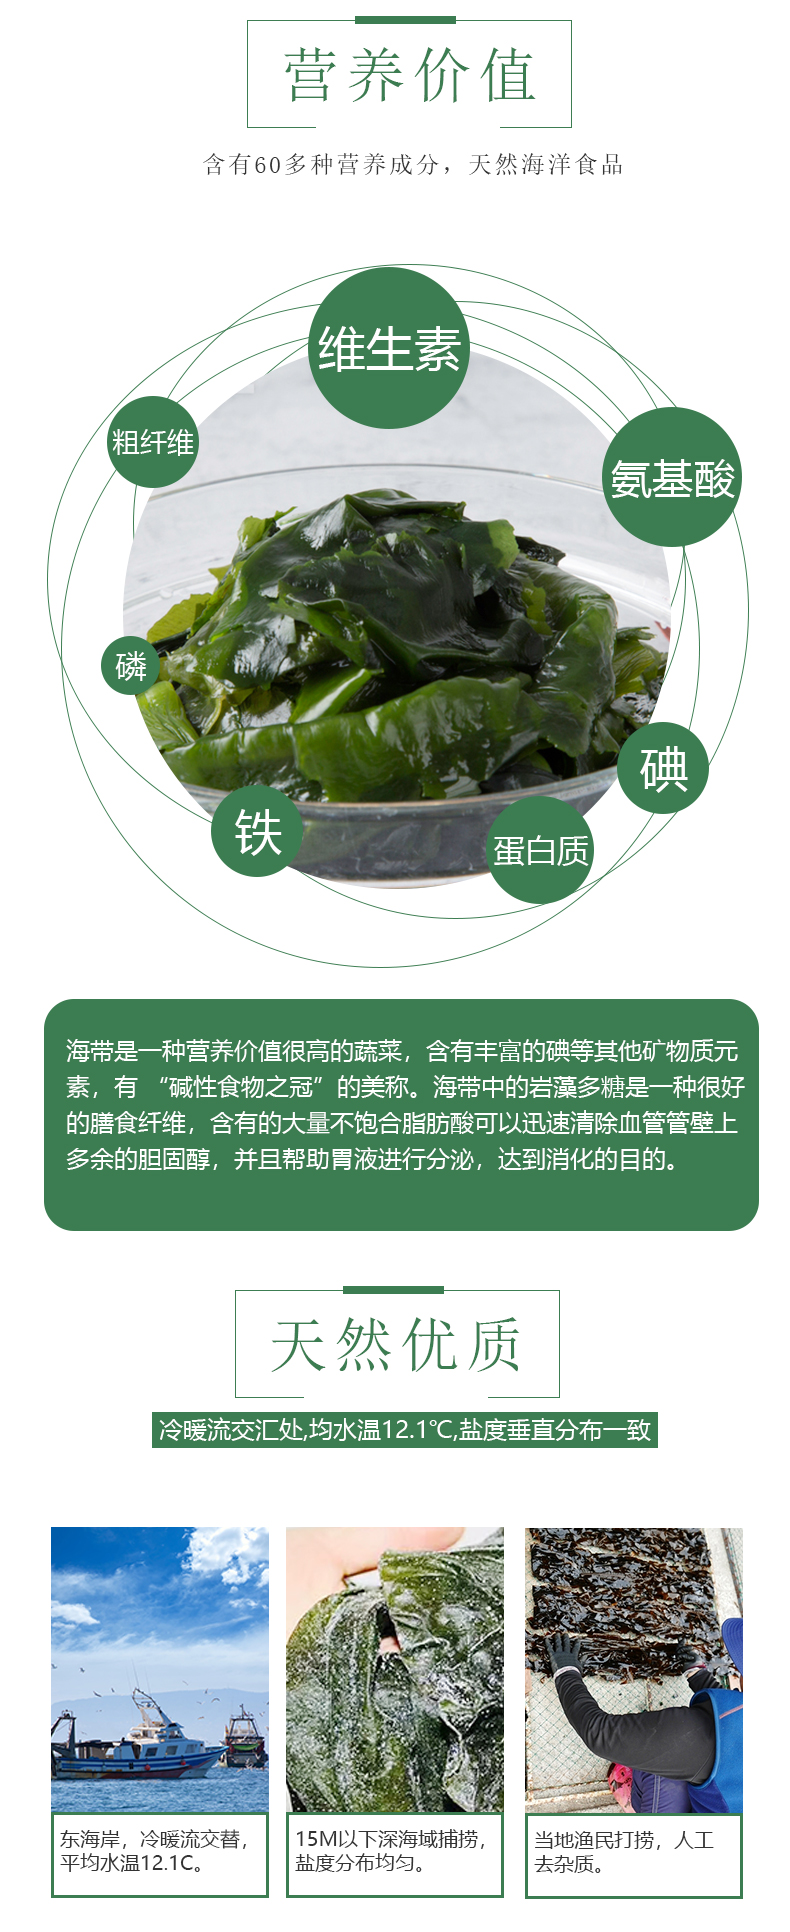 营养价值
含有60多种营养成分，天然海洋食品
维生素
粗纤维
氨基酸
磷
碘
铁
蛋白质
海带是一种营养价值很高的蔬菜，含有丰富的碘等其他矿物质元
素，有 “碱性食物之冠”的美称。海带中的岩藻多糖是一种很好
的膳食纤维，含有的大量不饱合脂肪酸可以迅速清除血管管壁上
多余的胆固醇，并且帮助胃液进行分泌，达到消化的目的。
天然优质
冷暖流交汇处,均水温12.1℃,盐度垂直分布一致
东海岸，冷暖流交替，
平均水温12.1C。
15M以下深海域捕捞，
盐度分布均匀。
当地渔民打捞，人工
去杂质。